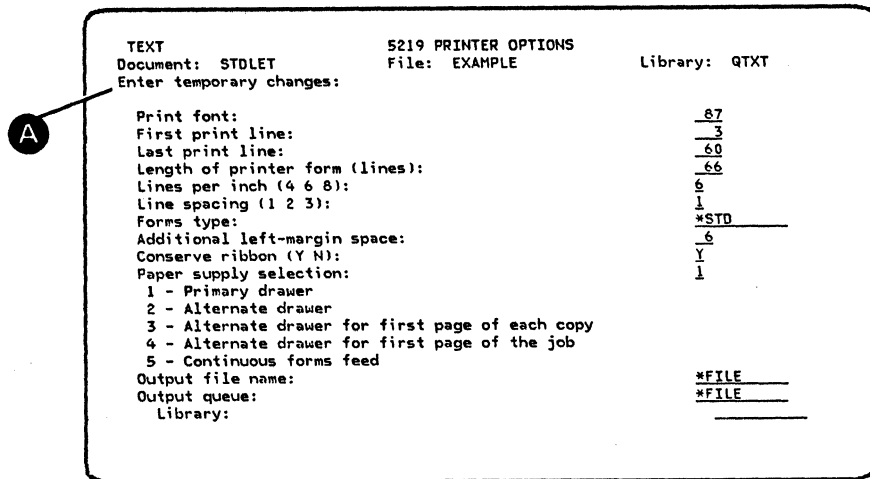 TEXT 5219 PRINTER OPTIONS
Document: STDLET File: EXAMPLE Library: QTXT
Enter temporary changes:
A
Print font: 87
First print line: 3
Last print line: 60
Length of printer form (lines): 66
Lines per inch (4 6 8): 6
Line spacing (1 2 3): 1
Forms type: *STD
Additional left-margin space: 6
Conserve ribbon (Y N): Y
Paper supply selection: 1
1 - Primary drawer
2 - Alternate drawer
3 - Alternate drawer for first page of each copy
4 - Alternate drawer for first page of the job
5 - Continuous forms feed
Output file name: *FILE
Output queue: *FILE
Library: